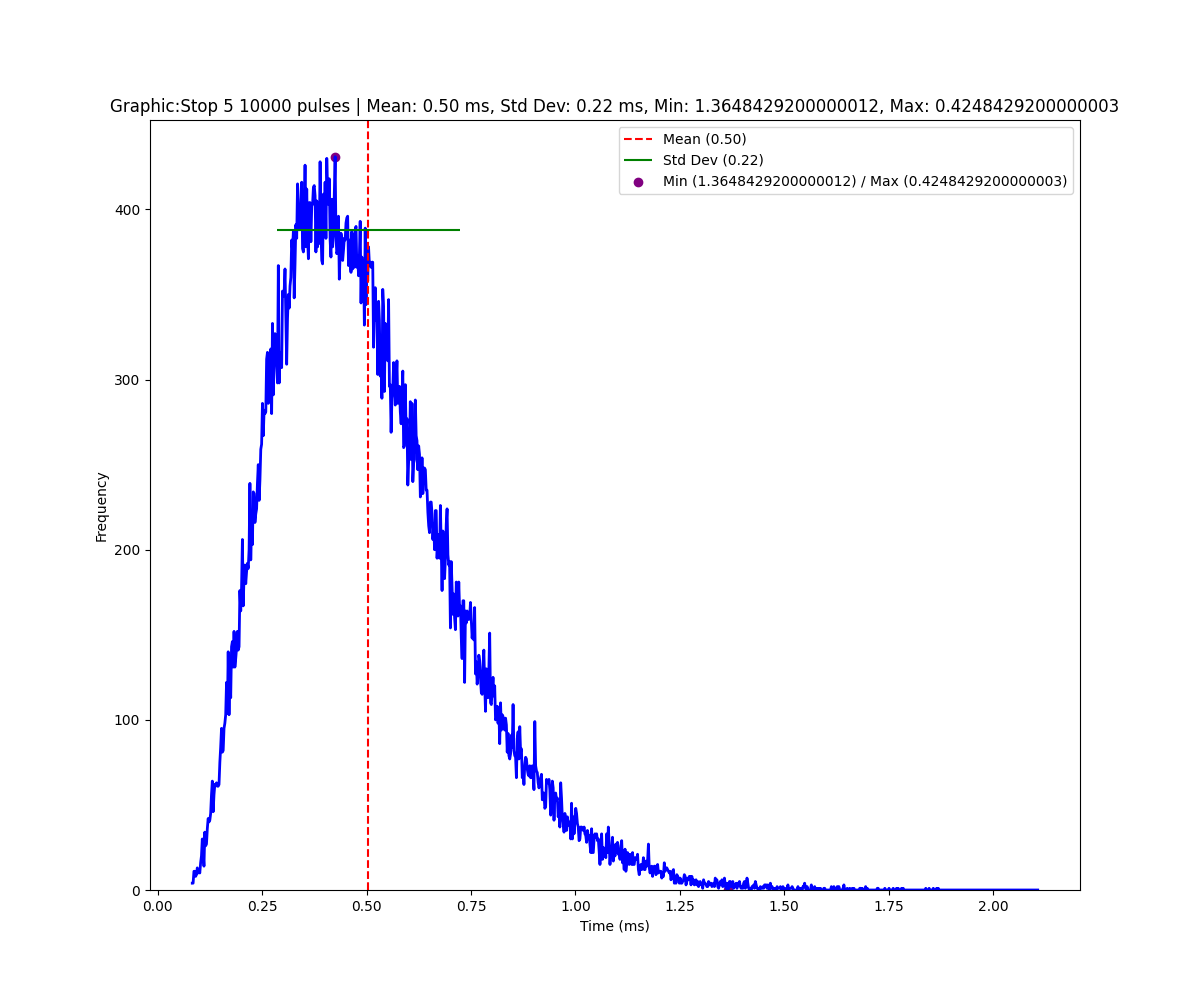 Graphic:Stop 5 10000 pulses | Mean: 0.50 ms, Std Dev: 0.22 ms, Min: 1.3648429200000012, Max: 0.4248429200000003
Mean (0.50)
Std Dev (0.22)
Min (1.3648429200000012) / Max (0.4248429200000003)
400
300
200
100
0
Frequency
0.00 0.25 0.50 0.75 1.00 1.25 1.50 1.75 2.00
Time (ms)